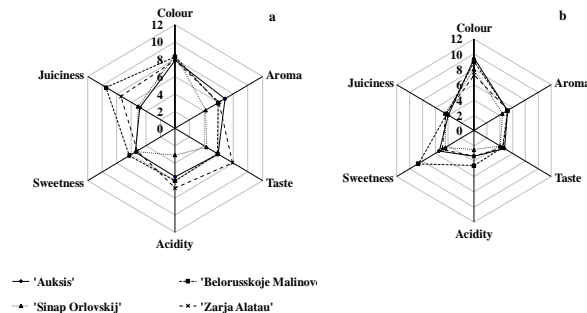 a
Colour
12
10
8
6
4
2
0
Juiciness
Aroma
Sweetness
Taste
Acidity
b
Colour
12
10
8
6
4
2
0
Juiciness
Aroma
Sweetness
Taste
Acidity
'Auksis' 'Belorusskoje Malinov
'Sinap Orlovskij' 'Zarja Alatau'